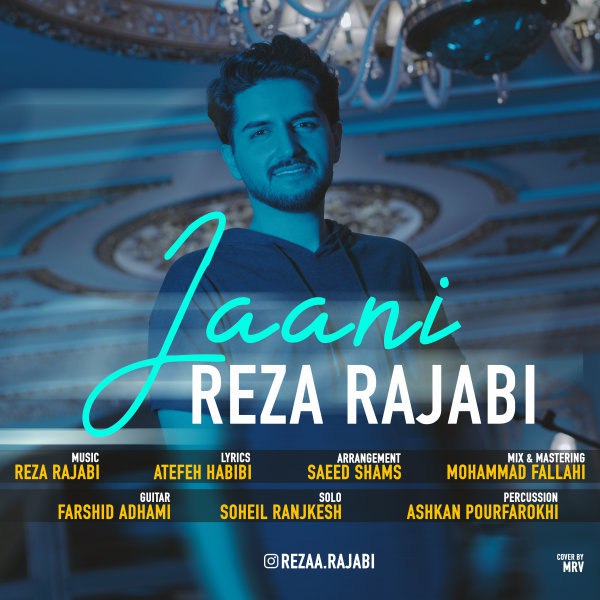 Jaani
REZA RAJABI
MUSIC
REZA RAJABI
LYRICS
ATEFEH HABIBI
ARRANGEMENT
SAEED SHAMS
MIX & MASTERING
MOHAMMAD FALLAHI
GUITAR
FARSHID ADHAMI
SOLO
SOHEIL RANJKESH
PERCUSSION
ASHKAN POURFAROKHI
REZAA.RAJABI
COVER BY
MRV